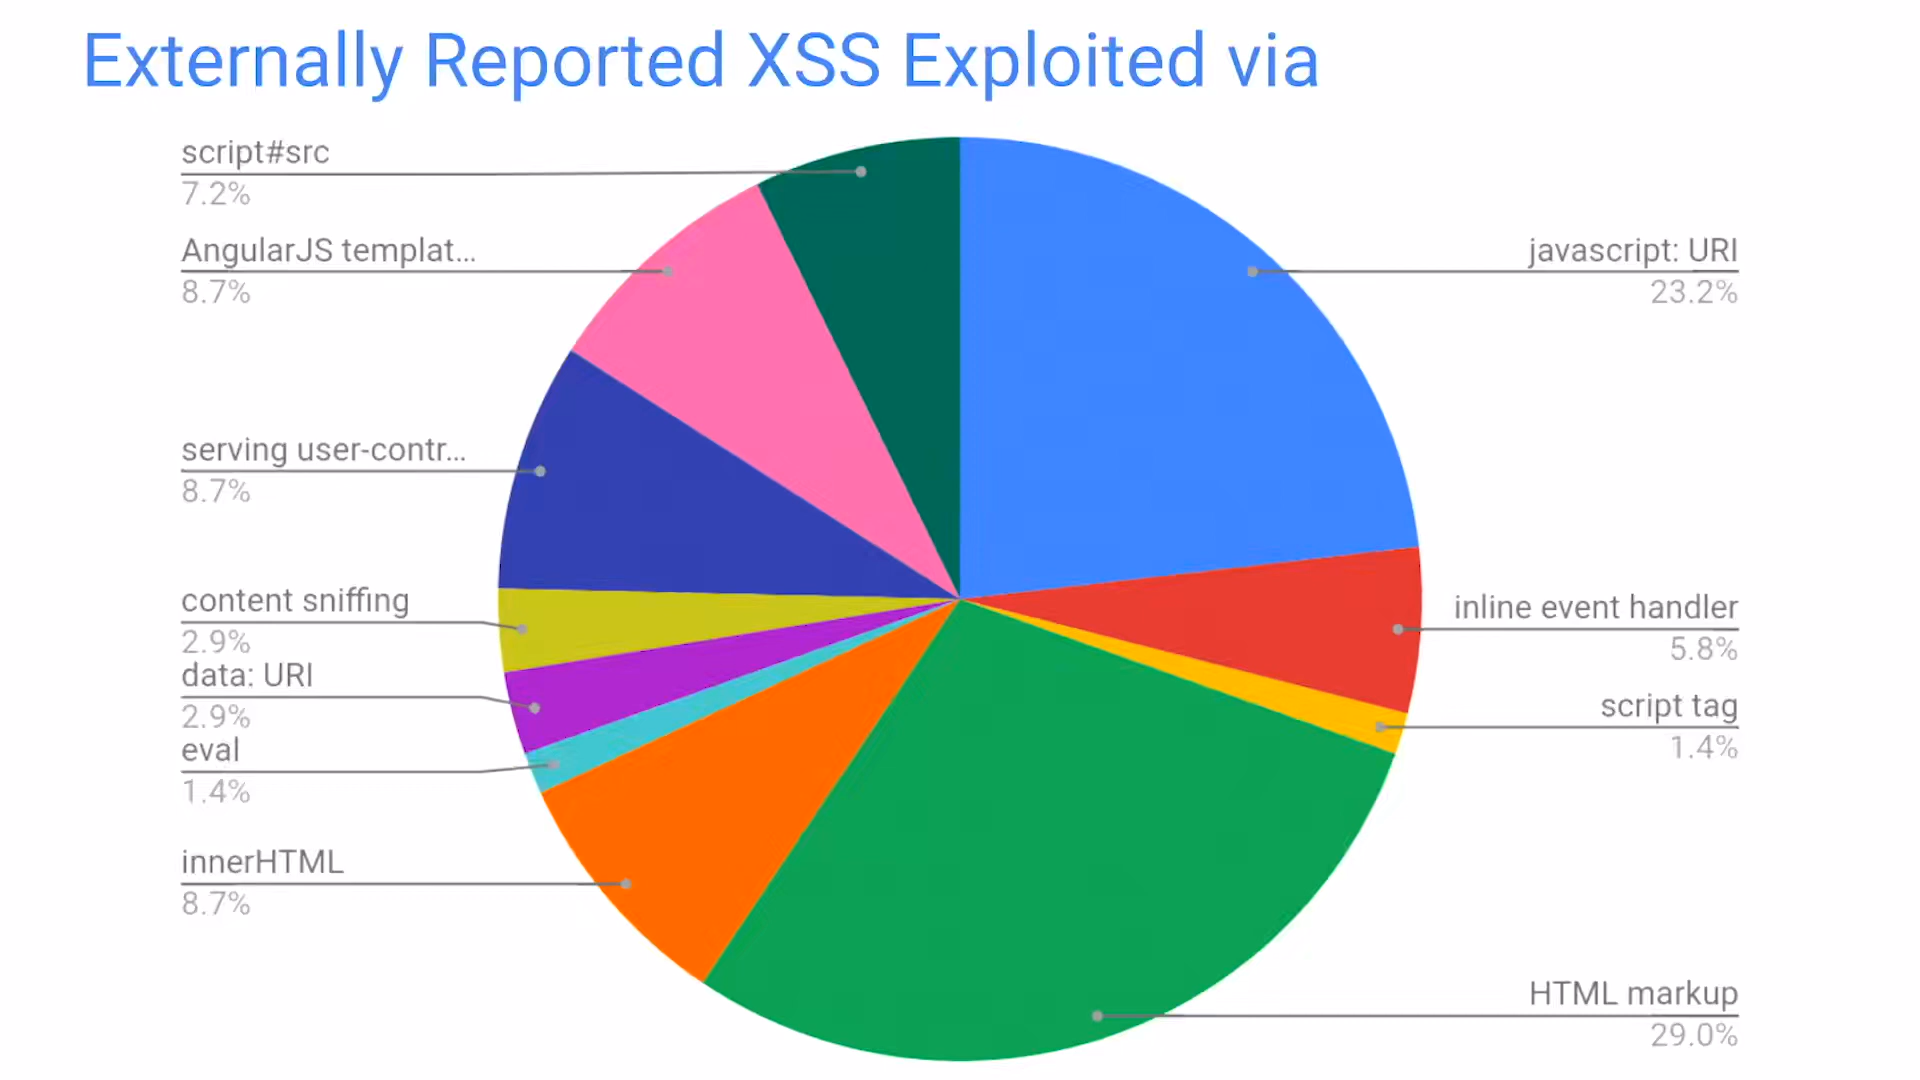 Externally Reported XSS Exploited via
script#src
7.2%
AngularJS templat...
8.7%
serving user-contr...
8.7%
content sniffing
2.9%
data: URI
2.9%
eval
1.4%
innerHTML
8.7%
javascript: URI
23.2%
inline event handler
5.8%
script tag
1.4%
HTML markup
29.0%